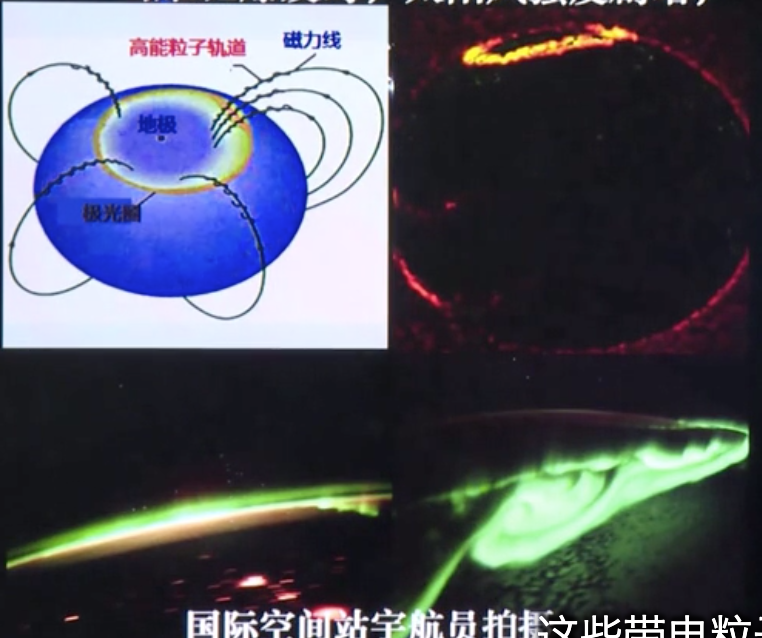 高能粒子轨道
磁力线
地极
极光圈
国际空间站宇航员拍摄
这些带电粒